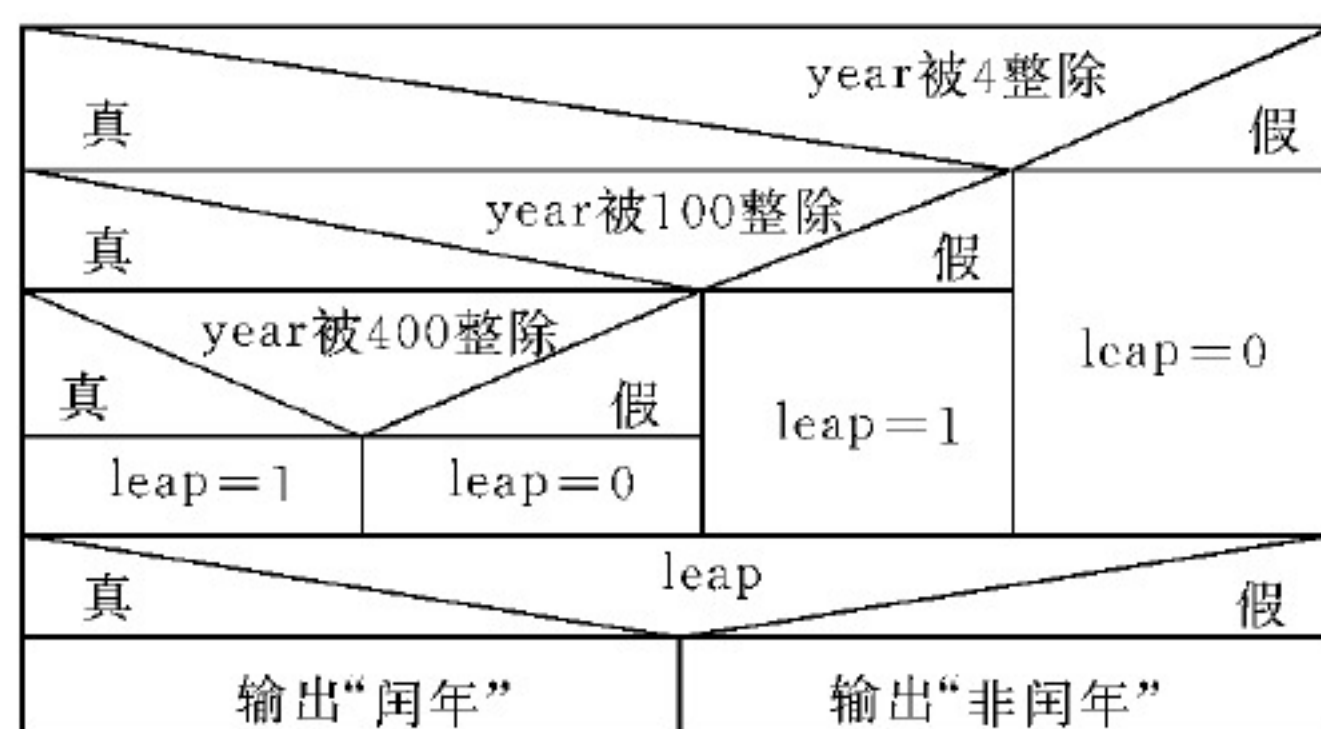 year被4整除
真
假
year被100整除
真
假
year被400整除
真
假
leap=1
leap=0
leap=1
leap=0
leap
真
假
输出“闰年”
输出“非闰年”